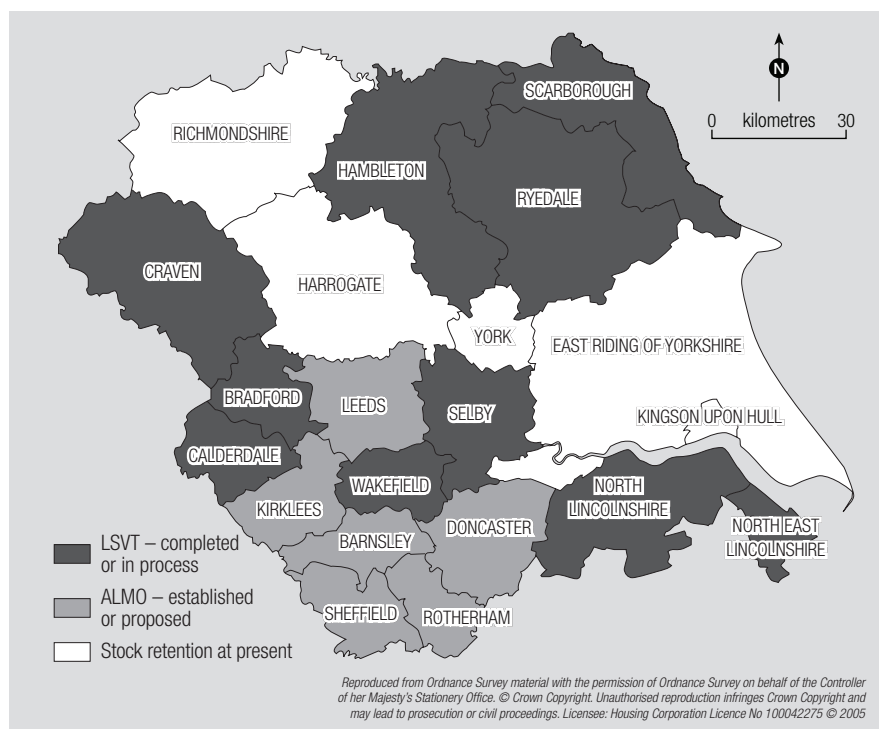 SCARBOROUGH
N
0 kilometres 30
RICHMONDSHIRE
HAMBLETON
RYEDALE
CRAVEN
HARROGATE
YORK
EAST RIDING OF YORKSHIRE
BRADFORD
LEEDS
SELBY
KINGSON UPON HULL
CALDERDALE
WAKEFIELD
NORTH
LINCOLNSHIRE
KIRKLEES
DONCASTER
NORTH EAST
LINCOLNSHIRE
BARNSLEY
SHEFFIELD
ROTHERHAM
LSVT – completed
or in process
ALMO – established
or proposed
Stock retention at present
Reproduced from Ordnance Survey material with the permission of Ordnance Survey on behalf of the Controller
of her Majesty's Stationery Office. © Crown Copyright. Unauthorised reproduction infringes Crown Copyright and
may lead to prosecution or civil proceedings. Licensee: Housing Corporation Licence No 100042275 © 2005